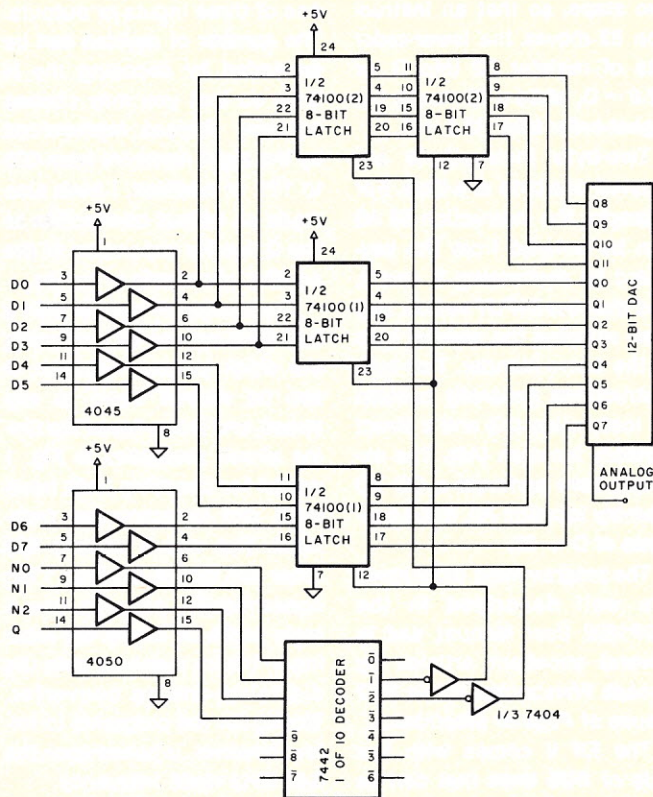 +5V
24
2
3
22
21
1/2
74100(2)
8-BIT
LATCH
5
4
19
20
23
11
10
15
16
1/2
74100(2)
8-BIT
LATCH
8
9
18
17
12
7
+5V
24
2
3
22
21
1/2
74100(1)
8-BIT
LATCH
5
4
19
20
23
+5V
1
D0 3 2
D1 5 4
D2 7 6
D3 9 10
D4 11 12
D5 14 15
4045
8
11
10
15
16
1/2
74100(1)
8-BIT
LATCH
8
9
18
17
7
12
Q8
Q9
Q10
Q11
Q0
Q1
Q2
Q3
Q4
Q5
Q6
Q7
12-BIT DAC
ANALOG
OUTPUT
+5V
1
D6 3 2
D7 5 4
N0 7 6
N1 9 10
N2 11 12
Q 14 15
4050
8
7442
1 OF 10 DECODER
0̅
1̅
2̅
3̅
4̅
3̅
6̅
9̅
8̅
7̅
1/3 7404